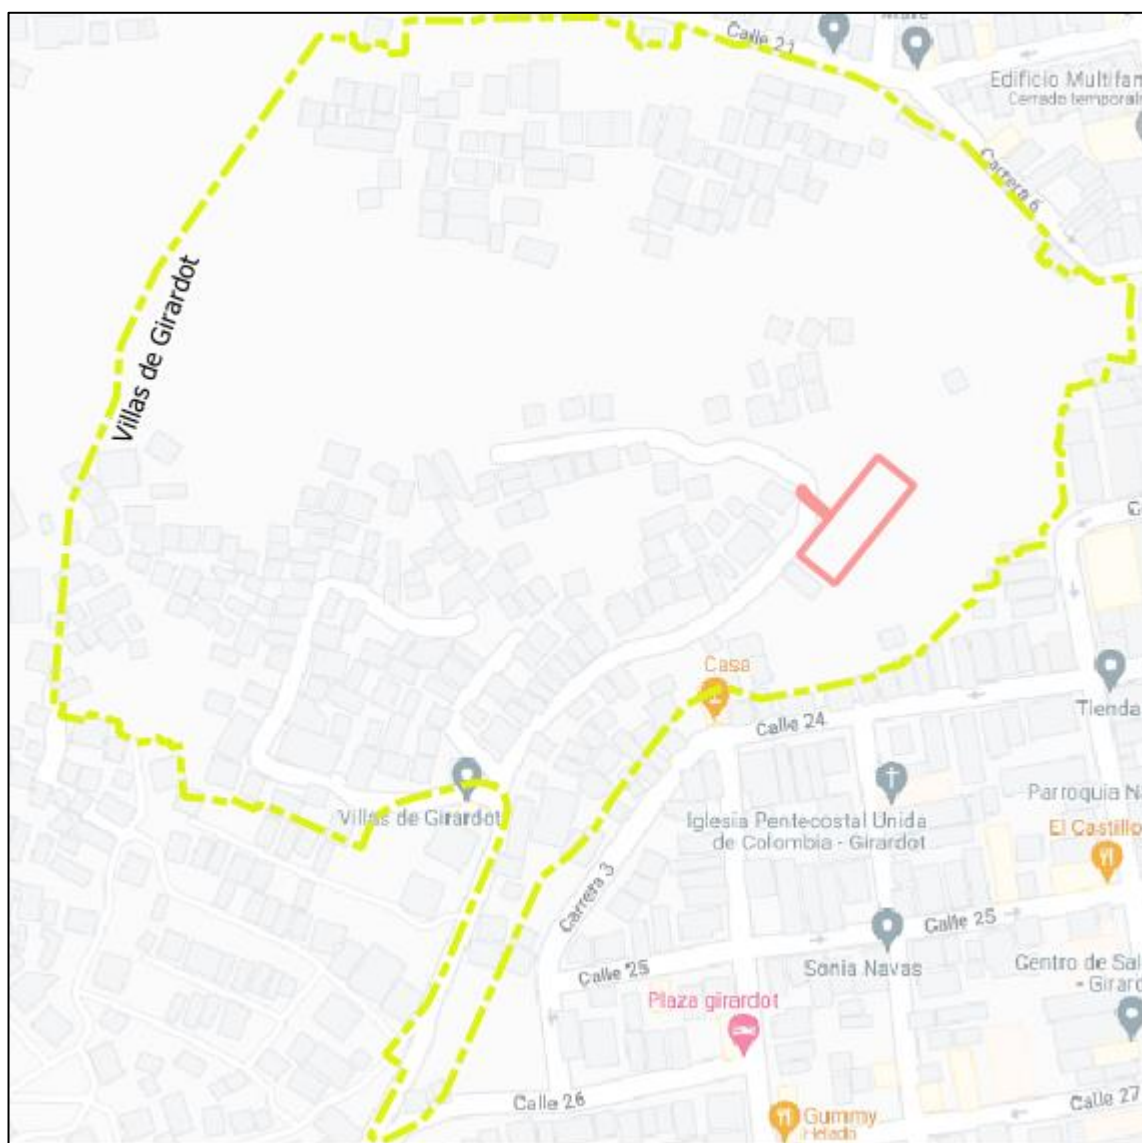 Calle 21
Edificio Multifam
Cerrado temporalm
Carrera 6
Villas de Girardot
Casa
Calle 24
Tienda
Villas de Girardot
Iglesia Pentecostal Unida
de Colombia - Girardot
Parroquia Na
El Castillo
Carrera 3
Calle 25
Calle 25
Sonia Navas
Centro de Sal
- Girard
Plaza girardot
Calle 26
Calle 27
Gummy
Helada